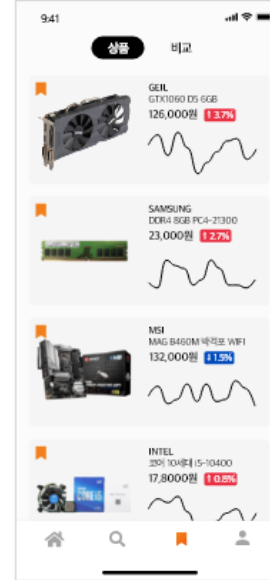 9:41
상품 비교
GEIL
GTX1060 D5 6GB
126,000원 ⬆3.7%
SAMSUNG
DDR4 8GB PC4-21300
23,000원 ⬆2.7%
MSI
MAG B460M 박격포 WIFI
132,000원 ⬇1.5%
INTEL
코어 10세대 i5-10400
17,8000원 ⬆0.8%